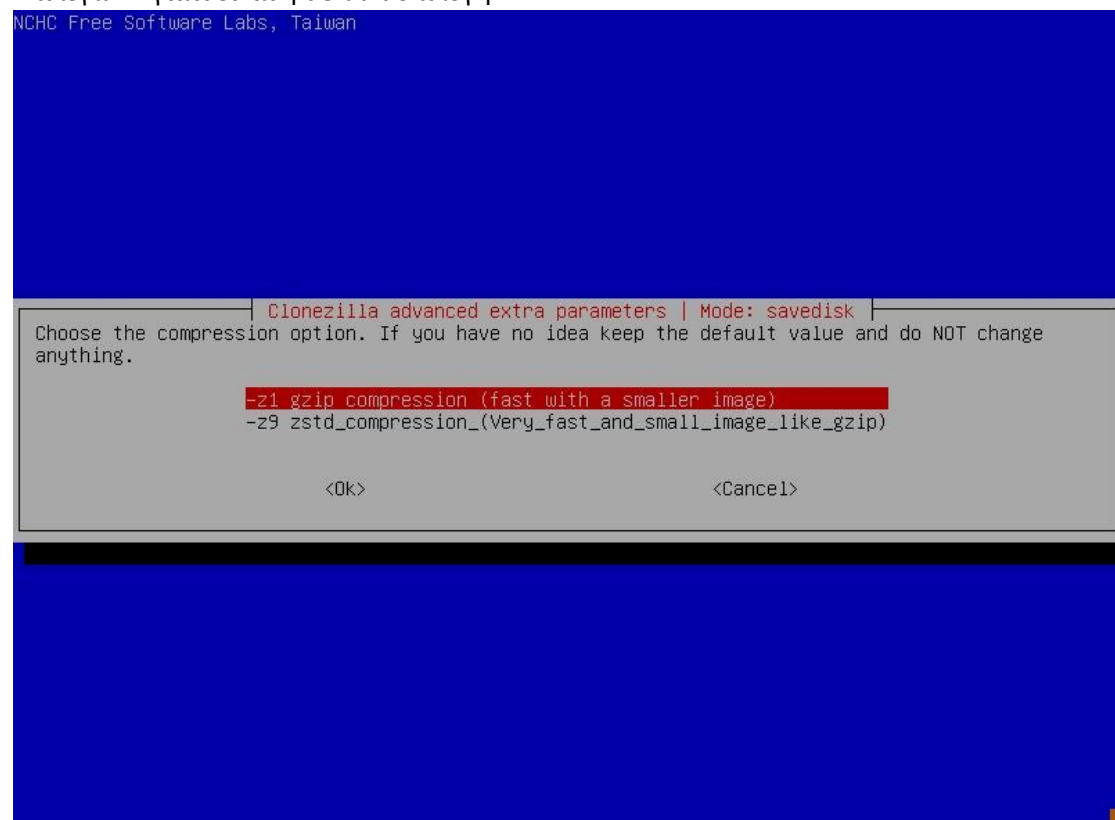 NCHC Free Software Labs, Taiwan
Clonezilla advanced extra parameters | Mode: savedisk
Choose the compression option. If you have no idea keep the default value and do NOT change
anything.
-z1 gzip compression (fast with a smaller image)
-z9 zstd_compression_(Very_fast_and_small_image_like_gzip)
<Ok> <Cancel>